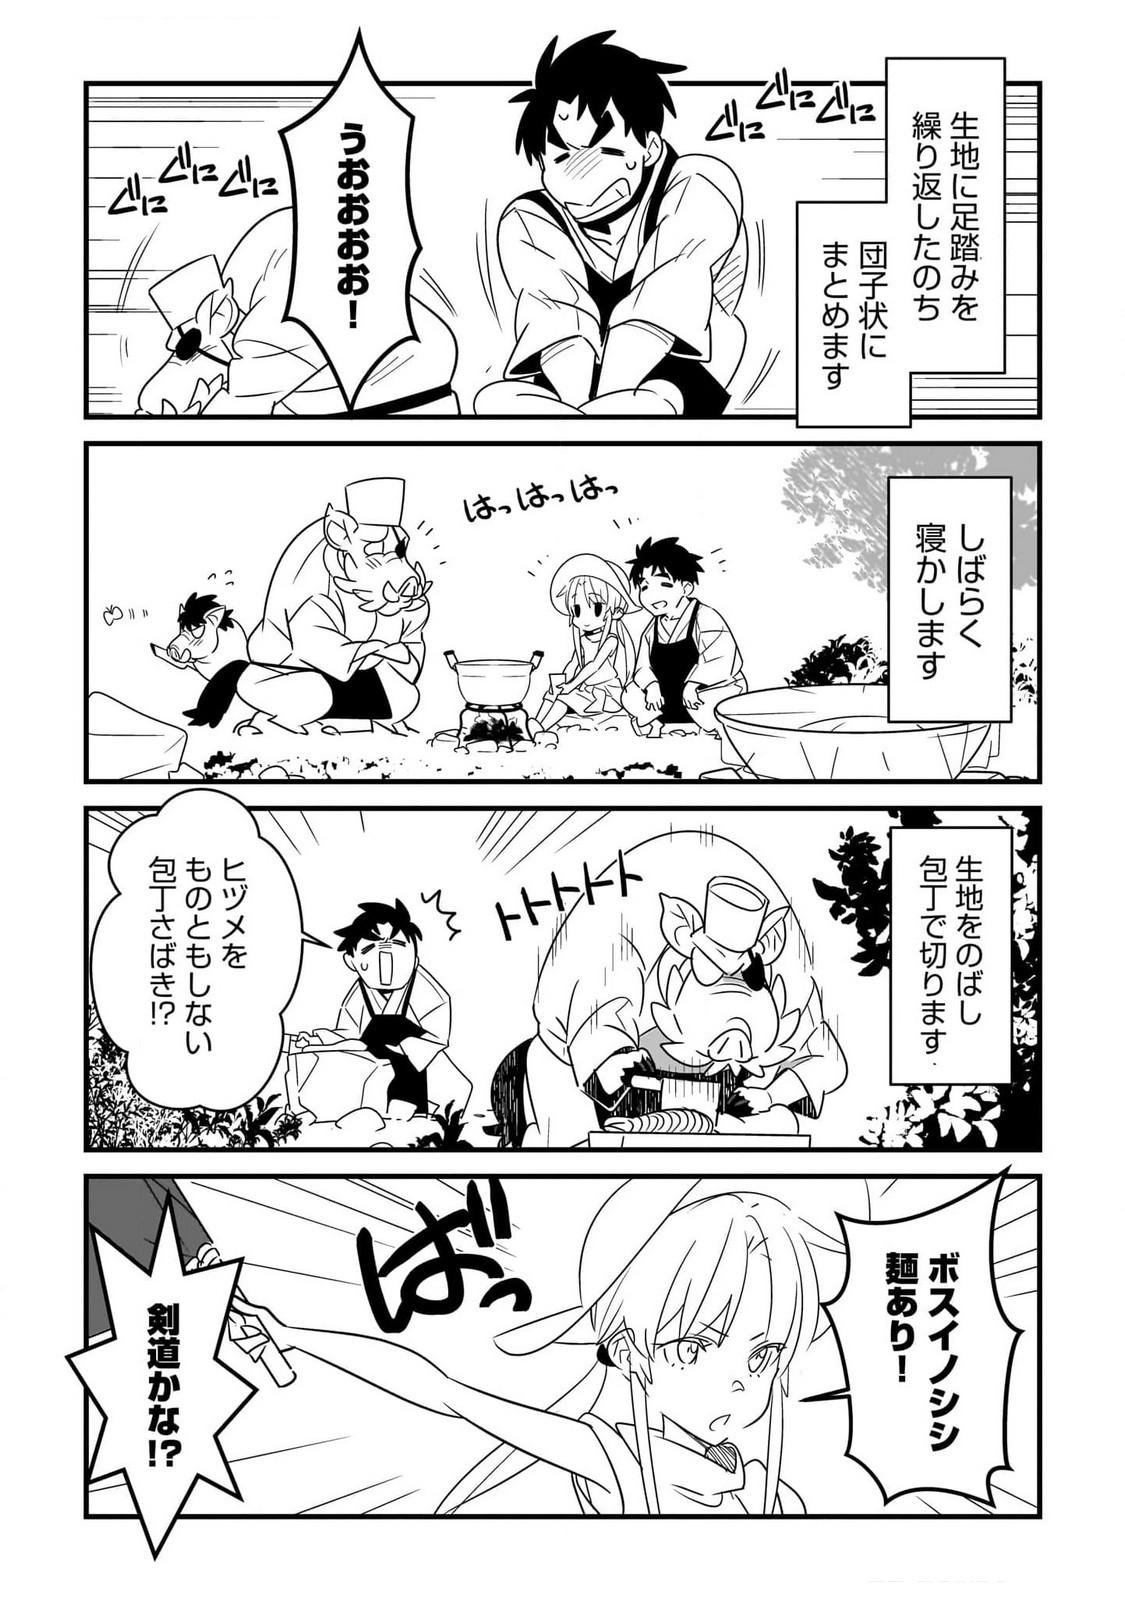 生地に足踏みを
繰り返したのち
団子状に
まとめます
ぐにぐにぐに
うおおおお!
ぐにぐにぐに
しばらく
寝かします
はっはっはっ
生地をのばし
包丁で切ります
トトトトト
ヒヅメを
ものともしない
包丁さばき!?
ボスイノシシ
麺あり!
ばっ
剣道かな!?